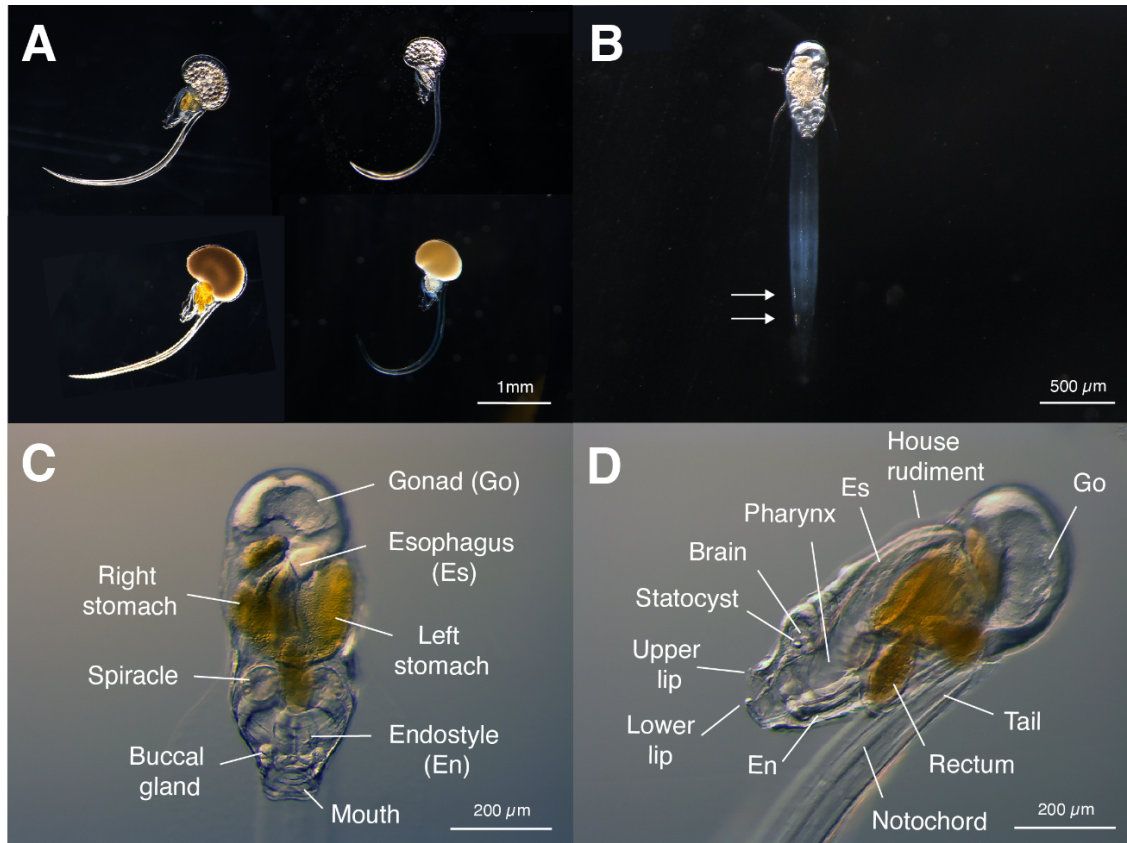 A
1mm
B
500 µm
C
Gonad (Go)
Esophagus
(Es)
Right
stomach
Left
stomach
Spiracle
Endostyle
(En)
Buccal
gland
Mouth
200 µm
D
House
rudiment
Es
Go
Pharynx
Brain
Statocyst
Upper
lip
Lower
lip
Tail
En
Rectum
Notochord
200 µm